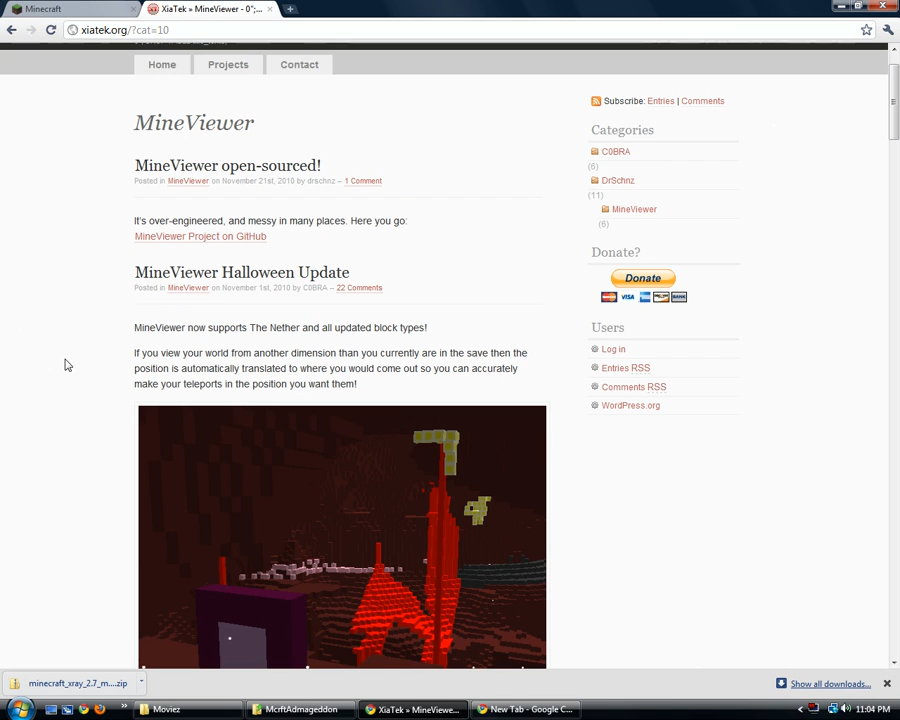 Minecraft
XiaTek » MineViewer - 0";...
xiatek.org/?cat=10
Home
Projects
Contact
Subscribe: Entries | Comments
MineViewer
Categories
C0BRA
(6)
DrSchnz
(11)
MineViewer
(6)
MineViewer open-sourced!
Posted in MineViewer on November 21st, 2010 by drschnz – 1 Comment
It's over-engineered, and messy in many places. Here you go:
MineViewer Project on GitHub
Donate?
Donate
VISA
BANK
MineViewer Halloween Update
Posted in MineViewer on November 1st, 2010 by C0BRA – 22 Comments
Users
Log in
Entries RSS
Comments RSS
WordPress.org
MineViewer now supports The Nether and all updated block types!
If you view your world from another dimension than you currently are in the save then the
position is automatically translated to where you would come out so you can accurately
make your teleports in the position you want them!
minecraft_xray_2.7_m....zip
Show all downloads...
Moviez
McrftAdmageddon
XiaTek » MineViewe...
New Tab - Google C...
11:04 PM